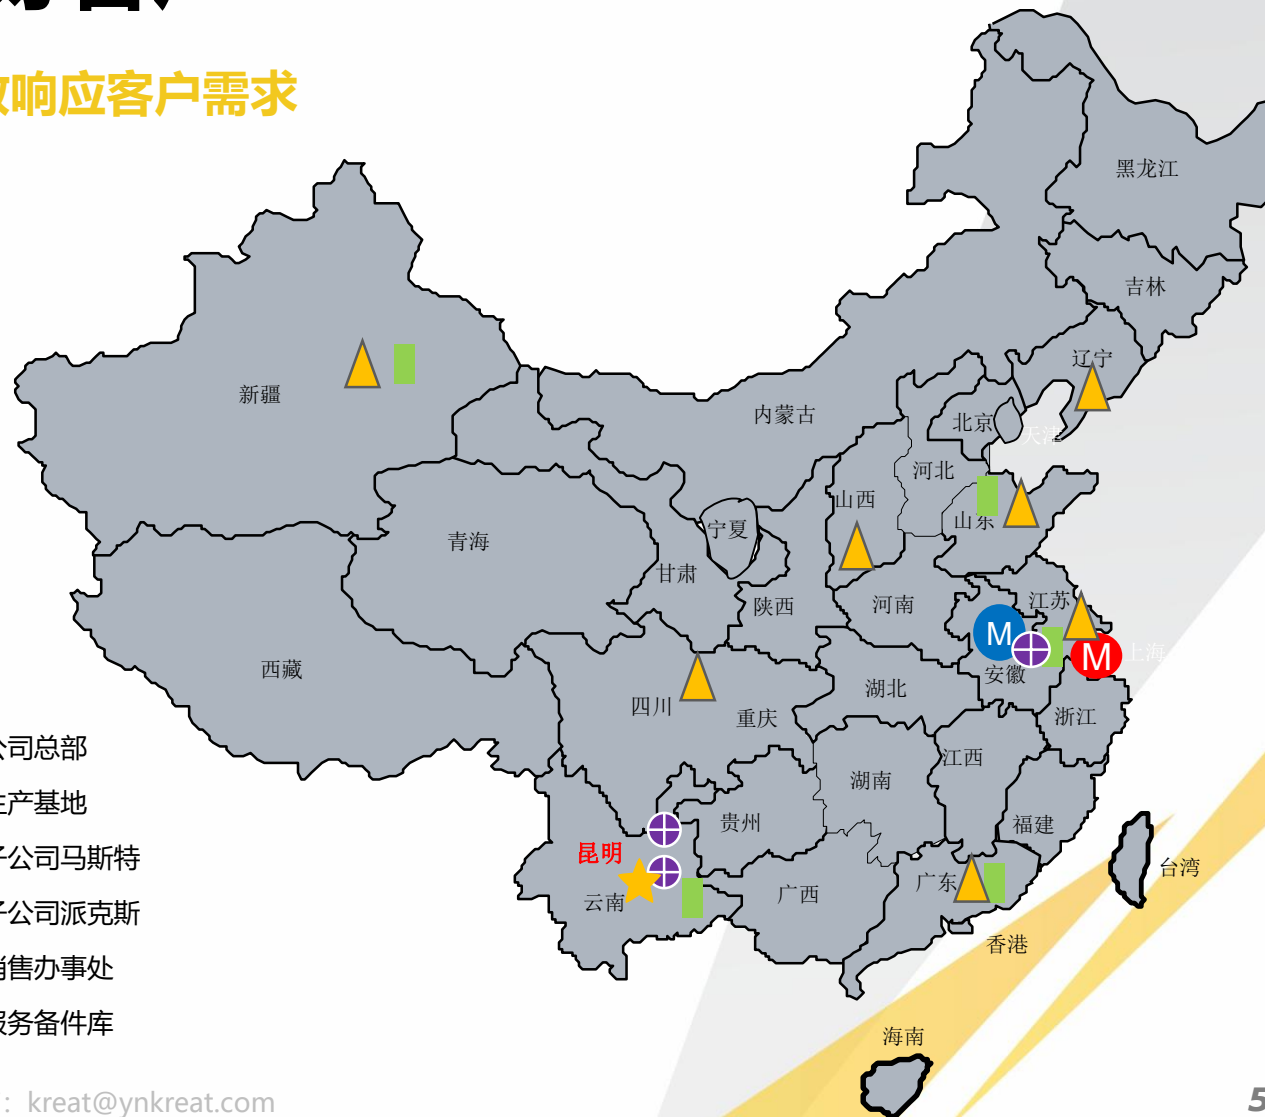 响应客户需求
黑龙江
吉林
辽宁
新疆
内蒙古
北京
天津
河北
山西
山东
宁夏
青海
甘肃
陕西
河南
江苏
M
M
上海
安徽
西藏
四川
重庆
湖北
浙江
公司总部
江西
湖南
生产基地
贵州
福建
子公司马斯特
昆明
台湾
云南
广西
广东
子公司派克斯
香港
销售办事处
服务备件库
海南
: kreat@ynkreat.com
5